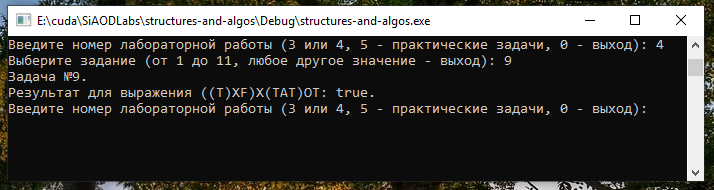 E:\cuda\SiAODLabs\structures-and-algos\Debug\structures-and-algos.exe
Введите номер лабораторной работы (3 или 4, 5 - практические задачи, 0 - выход): 4
Выберите задание (от 1 до 11, любое другое значение - выход): 9
Задача №9.
Результат для выражения ((T)XF)X(TAT)OT: true.
Введите номер лабораторной работы (3 или 4, 5 - практические задачи, 0 - выход):